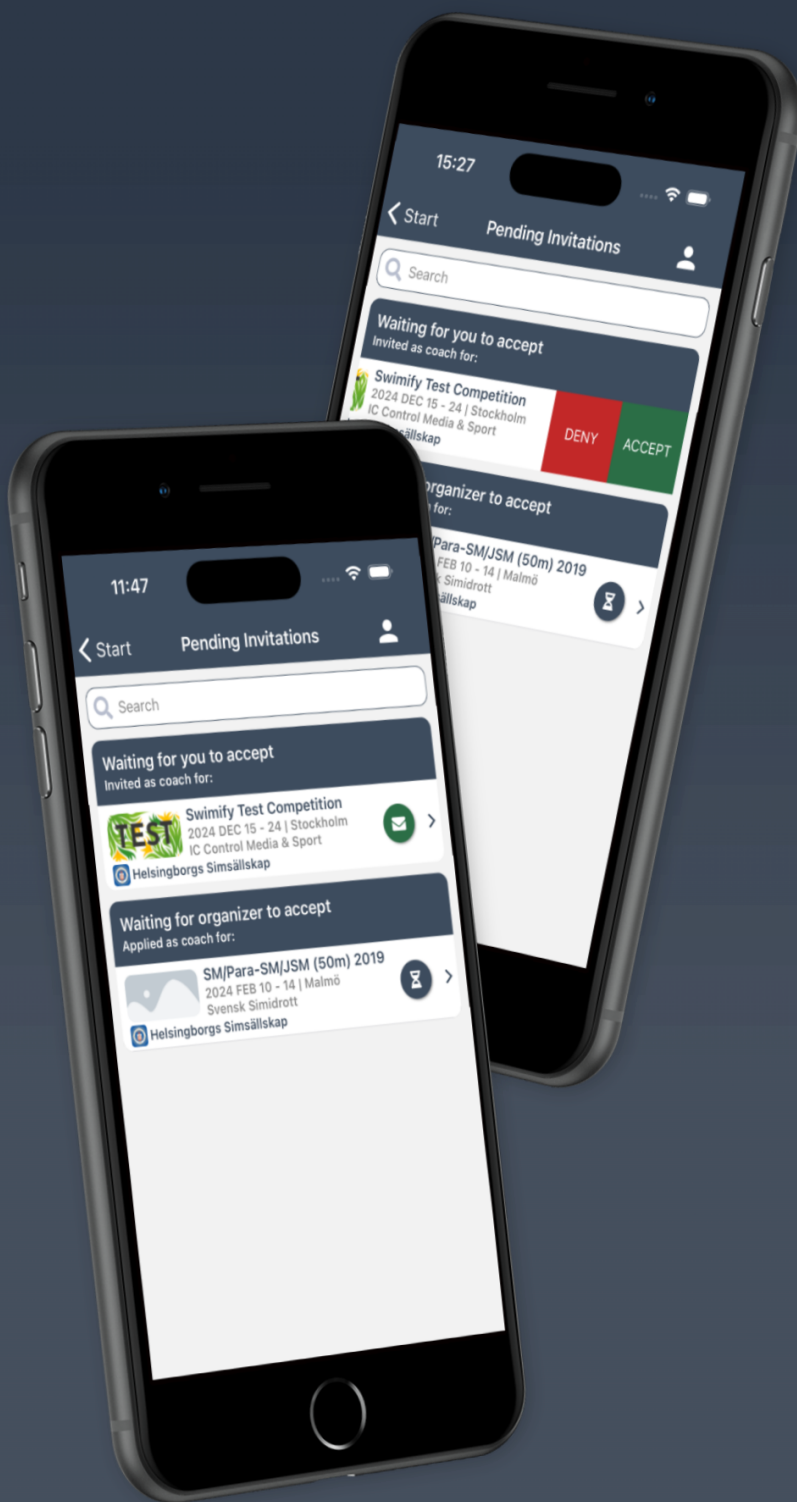 15:27
Start
Pending Invitations
Search
Waiting for you to accept
Invited as coach for:
Swimify Test Competition
2024 DEC 15 - 24 | Stockholm
IC Control Media & Sport
DENY
ACCEPT
organizer to accept
for:
Para-SM/JSM (50m) 2019
FEB 10 - 14 | Malmö
Simidrott
11:47
Start
Pending Invitations
Search
Waiting for you to accept
Invited as coach for:
TEST
Swimify Test Competition
2024 DEC 15 - 24 | Stockholm
IC Control Media & Sport
Helsingborgs Simsällskap
Waiting for organizer to accept
Applied as coach for:
SM/Para-SM/JSM (50m) 2019
2024 FEB 10 - 14 | Malmö
Svensk Simidrott
Helsingborgs Simsällskap